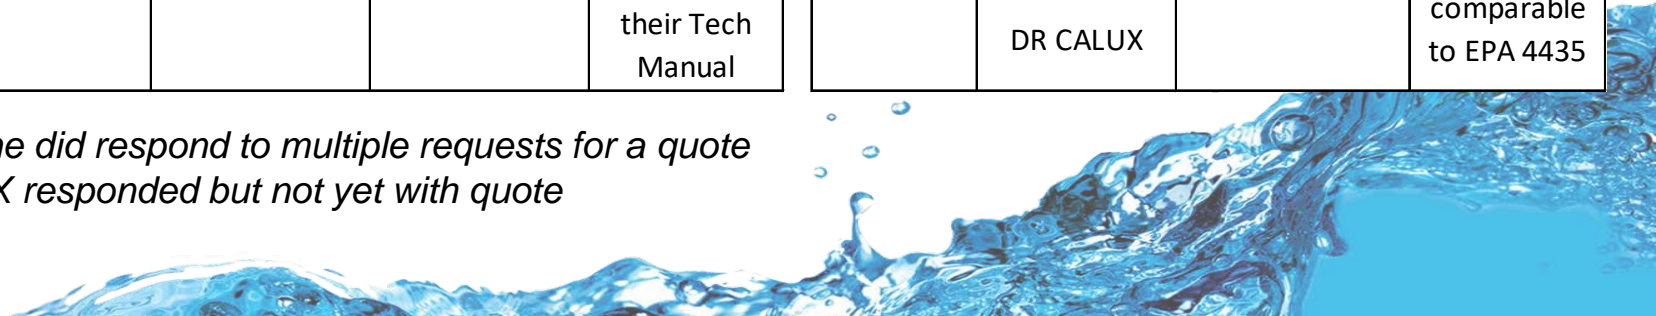 their Tech
Manual
DR CALUX
comparable
to EPA 4435
did respond to multiple requests for a quote
responded but not yet with quote